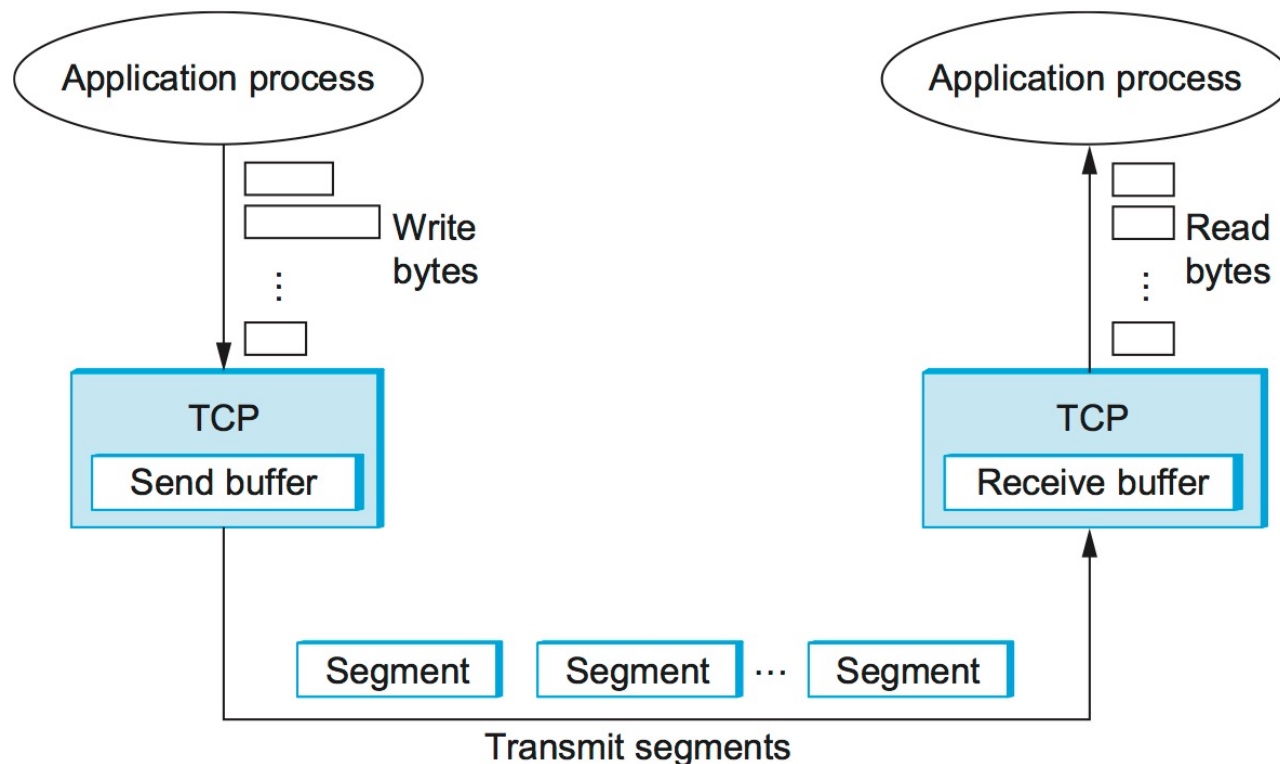 Application process
Application process
Write
bytes
⋮
Read
bytes
⋮
TCP
Send buffer
TCP
Receive buffer
Segment
Segment
...
Segment
Transmit segments